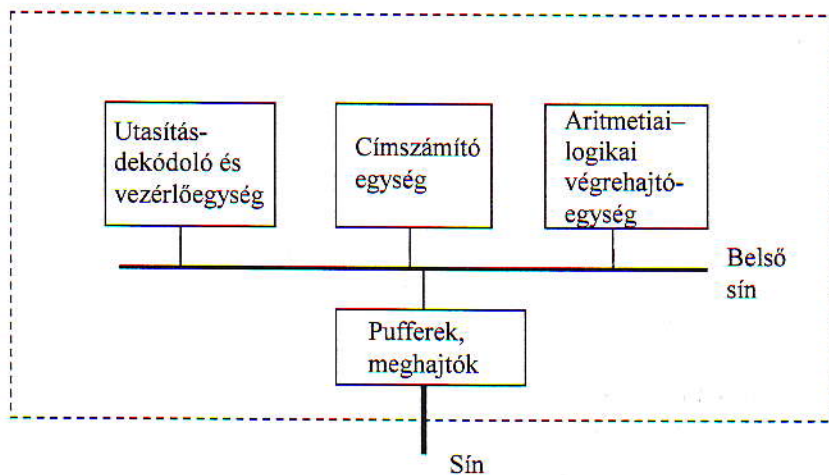 Utasítás-
dekódoló és
vezérlőegység
Címszámító
egység
Aritmetiai–
logikai
végrehajtó-
egység
Belső
sín
Pufferek,
meghajtók
Sín